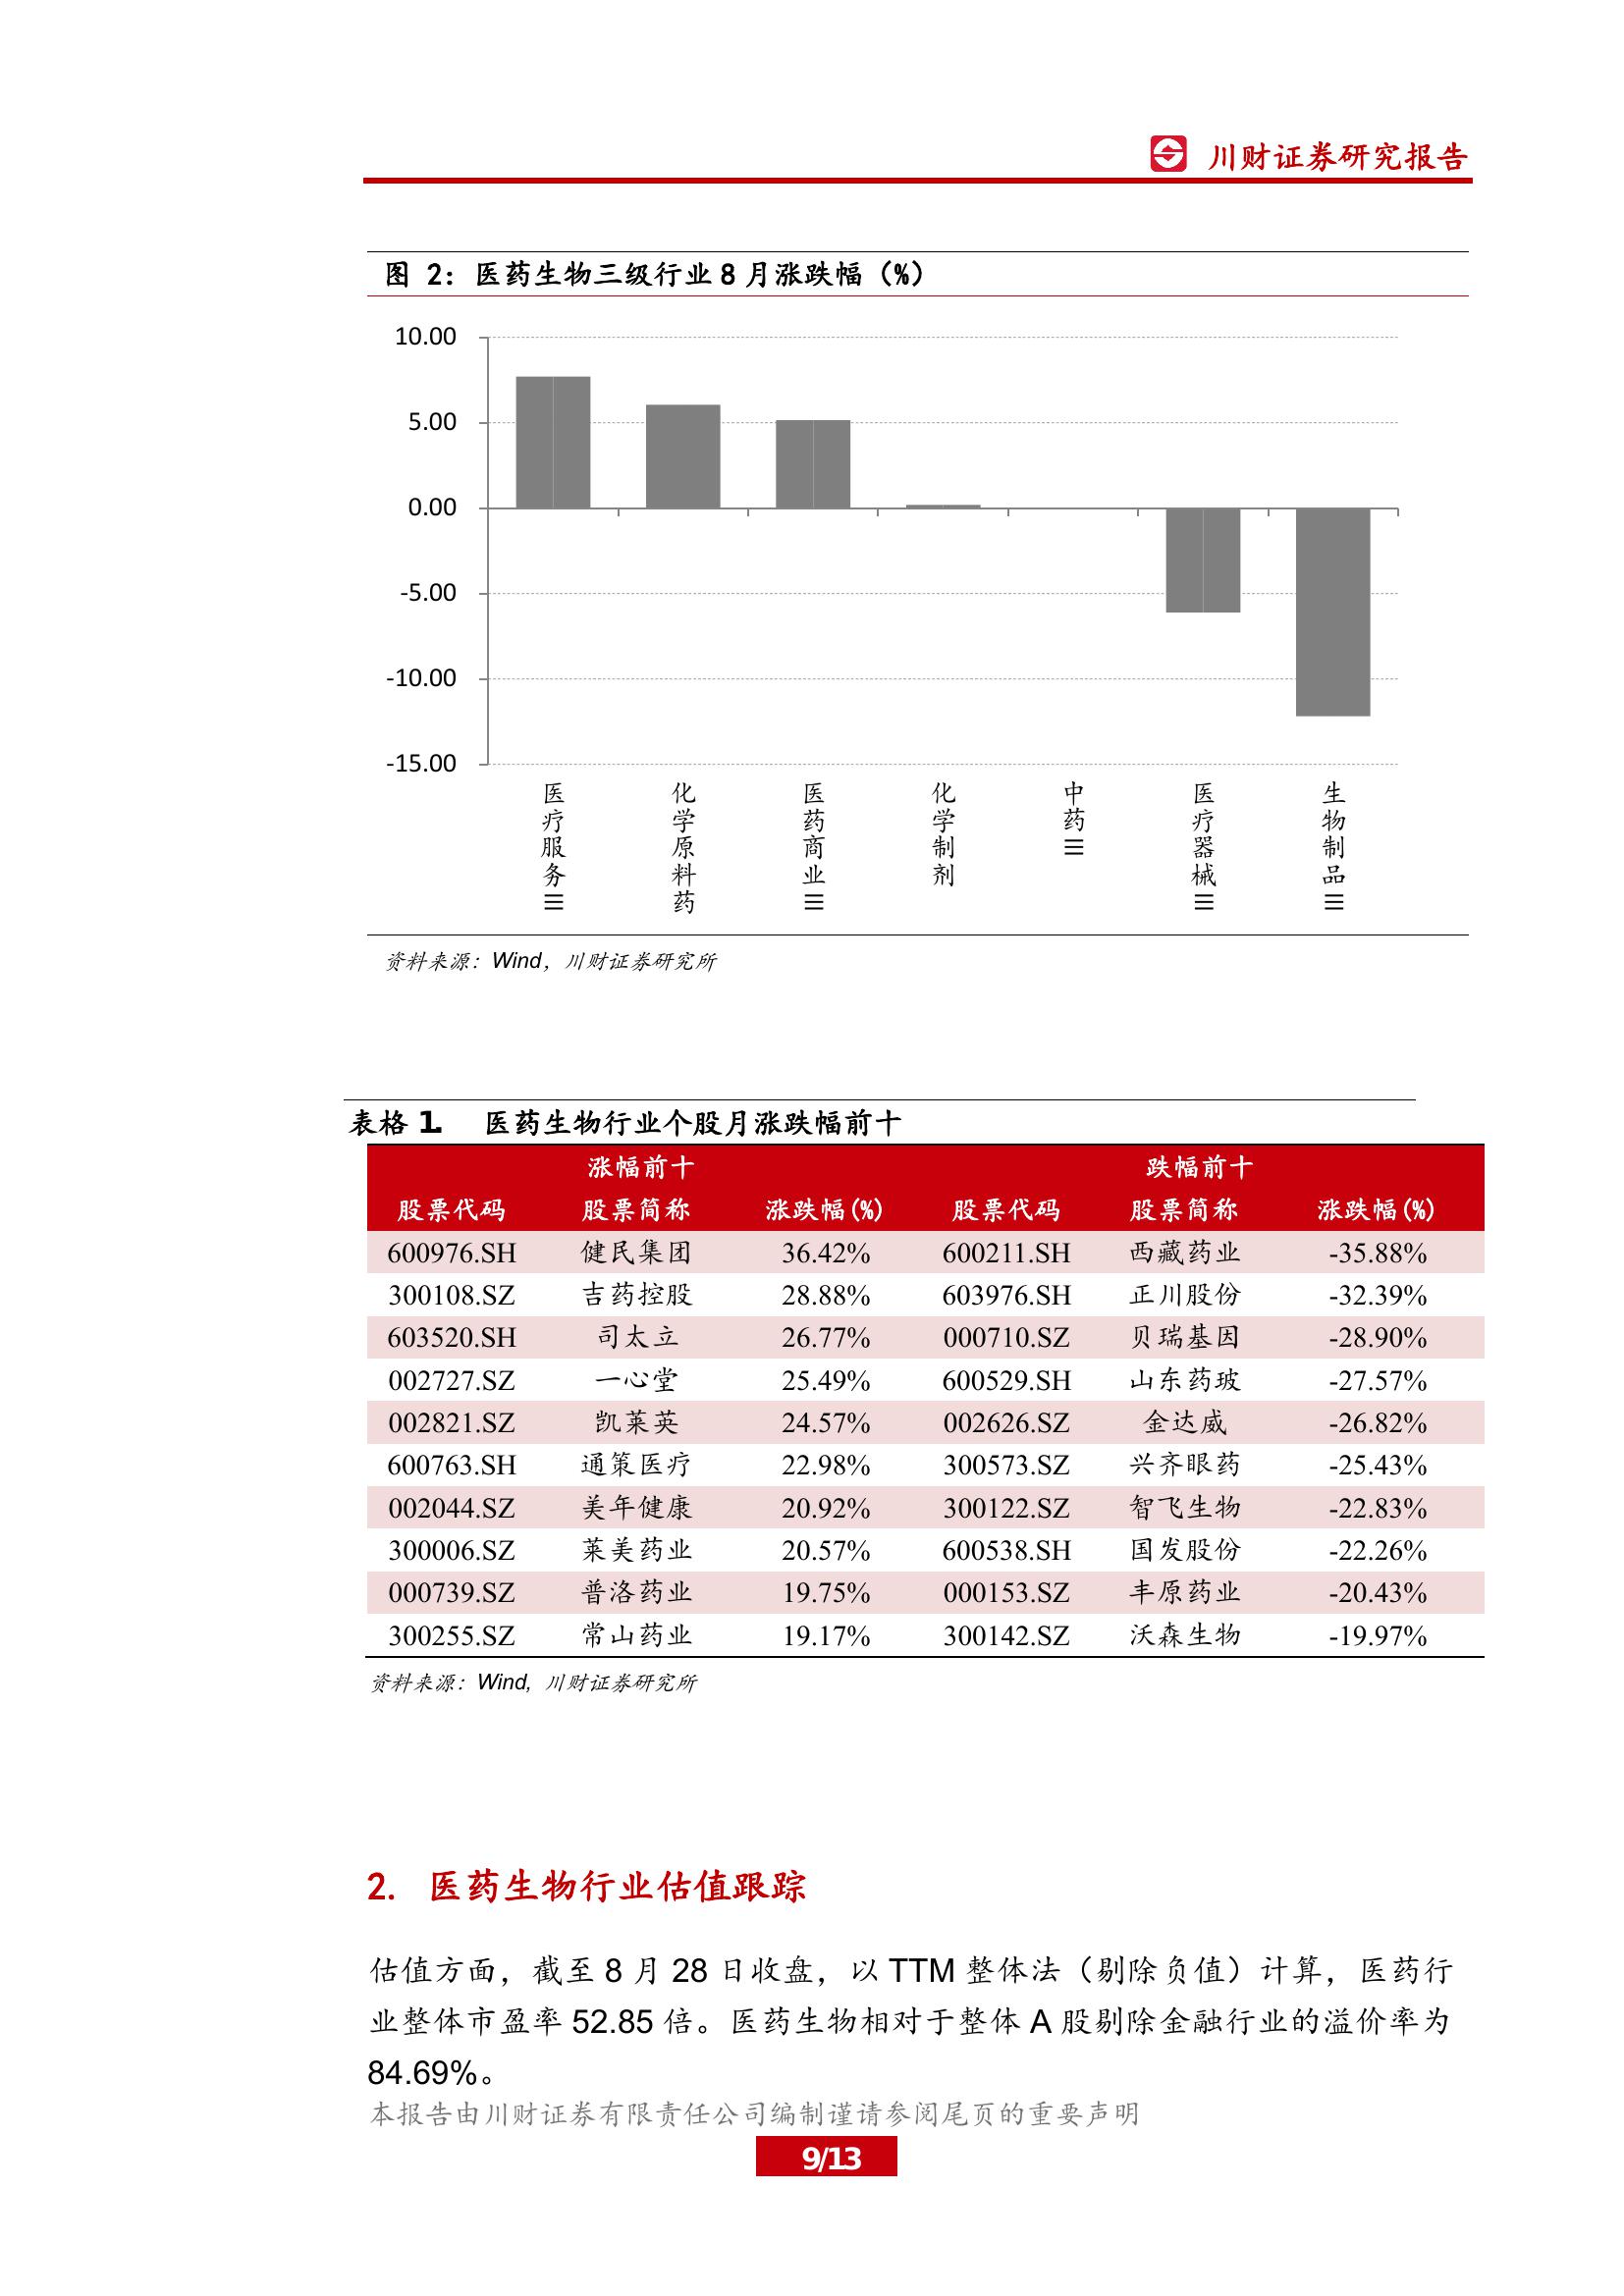 川财证券研究报告
图 2：医药生物三级行业 8 月涨跌幅（%）
10.00
5.00
0.00
-5.00
-10.00
-15.00
医疗服务Ⅲ
化学原料药
医药商业Ⅲ
化学制剂
中药Ⅲ
医疗器械Ⅲ
生物制品Ⅲ
资料来源：Wind，川财证券研究所
表格 1. 医药生物行业个股月涨跌幅前十
涨幅前十 跌幅前十
股票代码 股票简称 涨跌幅(%) 股票代码 股票简称 涨跌幅(%)
600976.SH 健民集团 36.42% 600211.SH 西藏药业 -35.88%
300108.SZ 吉药控股 28.88% 603976.SH 正川股份 -32.39%
603520.SH 司太立 26.77% 000710.SZ 贝瑞基因 -28.90%
002727.SZ 一心堂 25.49% 600529.SH 山东药玻 -27.57%
002821.SZ 凯莱英 24.57% 002626.SZ 金达威 -26.82%
600763.SH 通策医疗 22.98% 300573.SZ 兴齐眼药 -25.43%
002044.SZ 美年健康 20.92% 300122.SZ 智飞生物 -22.83%
300006.SZ 莱美药业 20.57% 600538.SH 国发股份 -22.26%
000739.SZ 普洛药业 19.75% 000153.SZ 丰原药业 -20.43%
300255.SZ 常山药业 19.17% 300142.SZ 沃森生物 -19.97%
资料来源：Wind, 川财证券研究所
2. 医药生物行业估值跟踪
估值方面，截至 8 月 28 日收盘，以 TTM 整体法（剔除负值）计算，医药行
业整体市盈率 52.85 倍。医药生物相对于整体 A 股剔除金融行业的溢价率为
84.69%。
本报告由川财证券有限责任公司编制谨请参阅尾页的重要声明
9/13